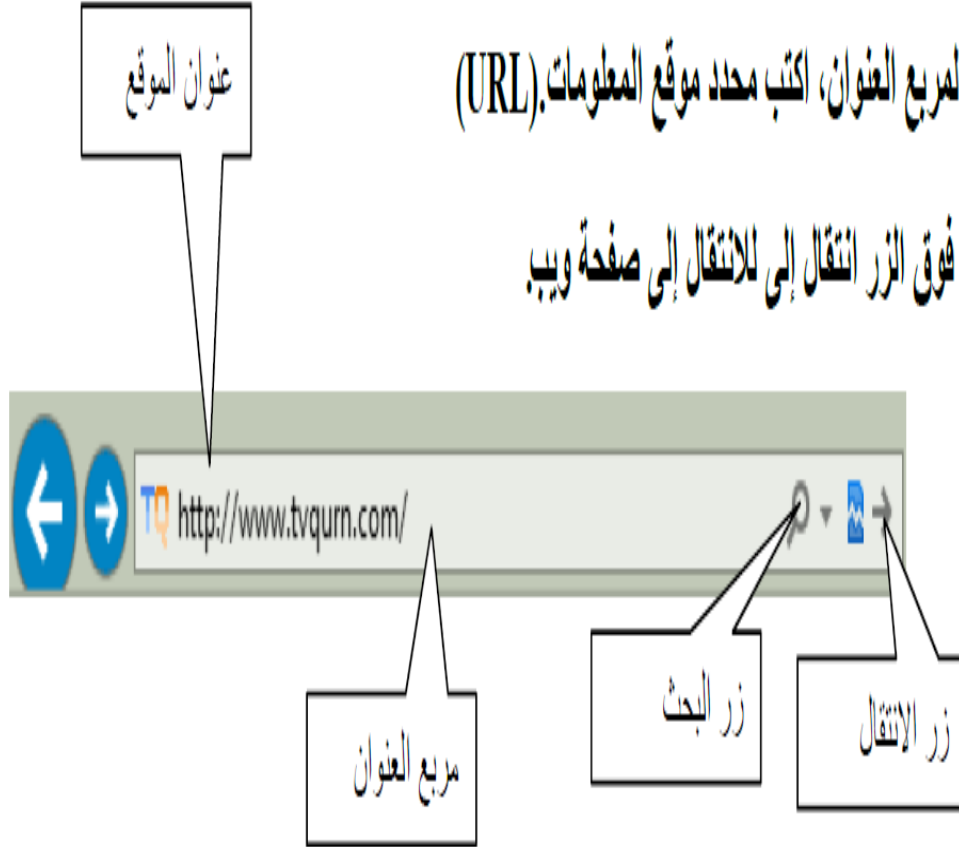 عنوان الموقع
لمربع العنوان، اكتب محدد موقع المعلومات.(URL)
فوق الزر انتقال إلى للانتقال إلى صفحة ويب.
TQ http://www.tvqurn.com/
زر الانتقال
زر البحث
مربع العنوان